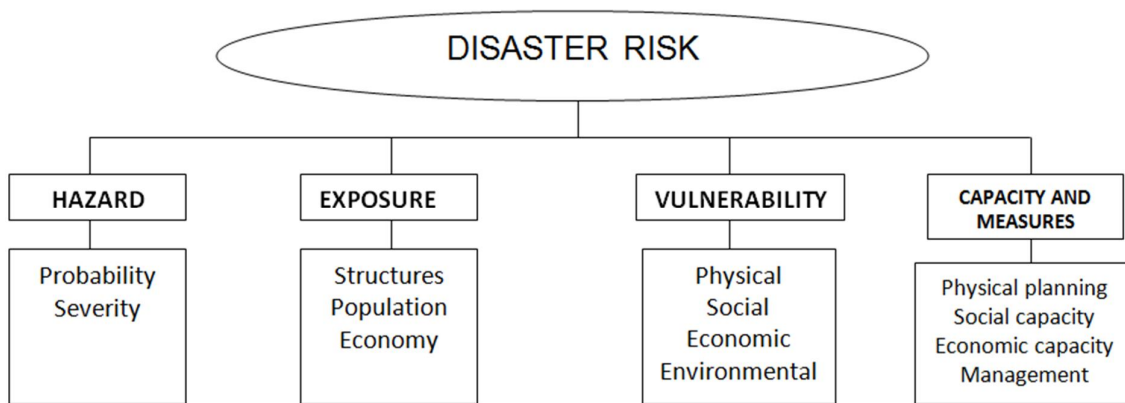 DISASTER RISK
HAZARD
Probability
Severity
EXPOSURE
Structures
Population
Economy
VULNERABILITY
Physical
Social
Economic
Environmental
CAPACITY AND
MEASURES
Physical planning
Social capacity
Economic capacity
Management